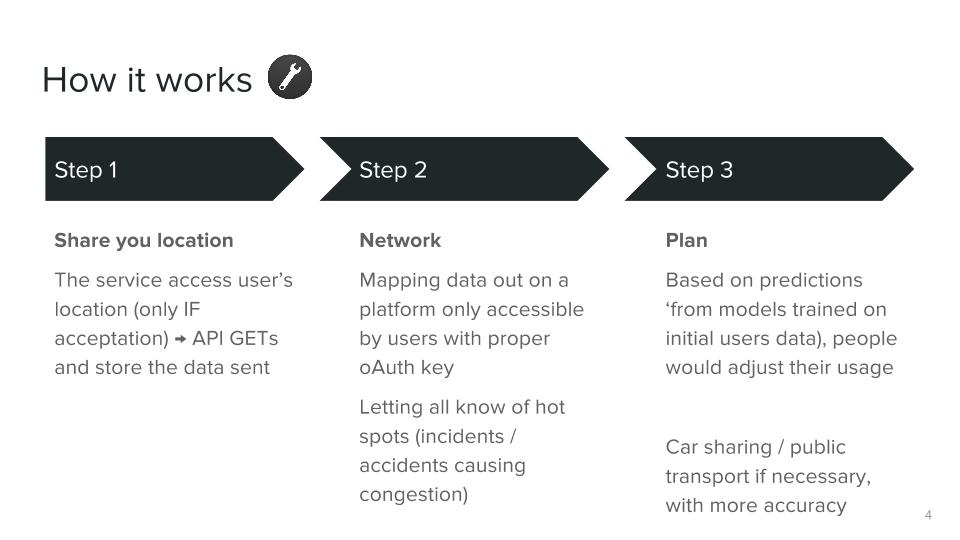 How it works
Step 1
Step 2
Step 3
Share you location
The service access user’s
location (only IF
acceptation) → API GETs
and store the data sent
Network
Mapping data out on a
platform only accessible
by users with proper
oAuth key
Letting all know of hot
spots (incidents /
accidents causing
congestion)
Plan
Based on predictions
‘from models trained on
initial users data), people
would adjust their usage
Car sharing / public
transport if necessary,
with more accuracy
4